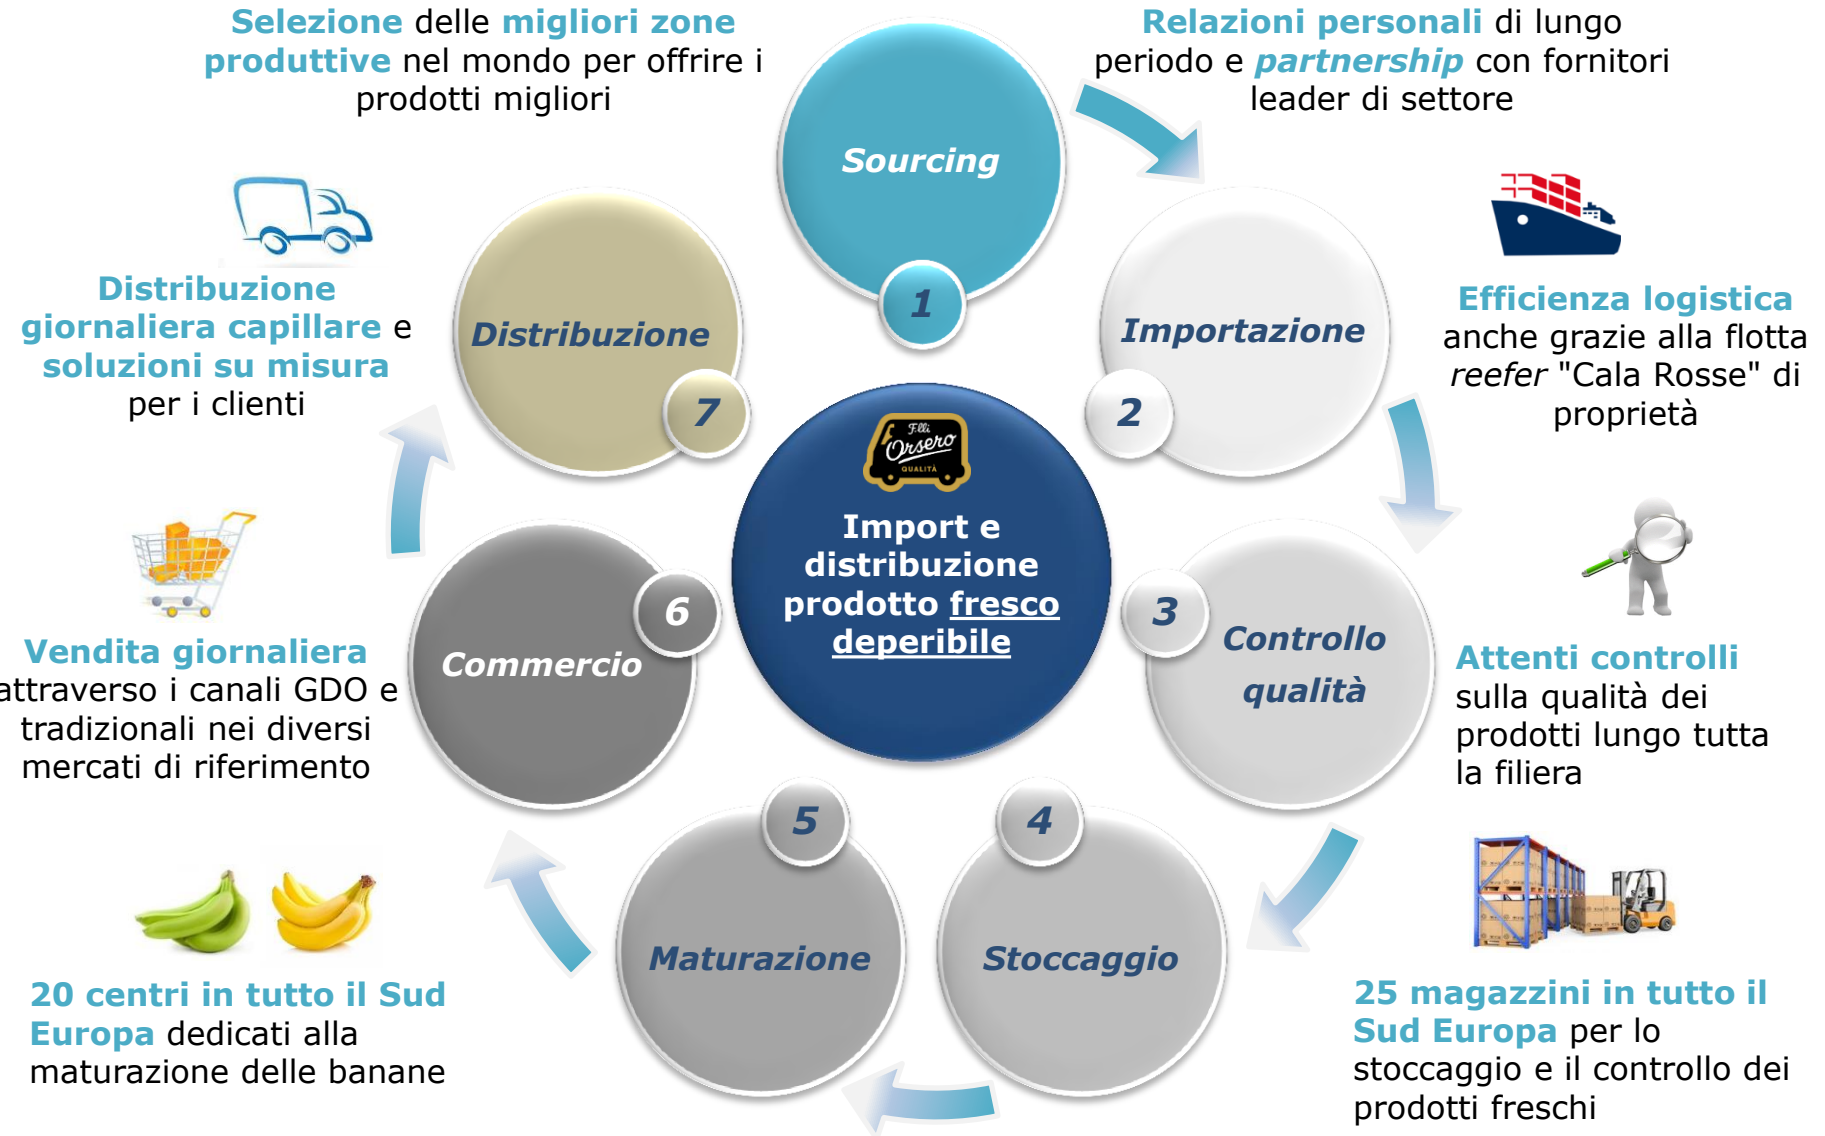 Selezione delle migliori zone
produttive nel mondo per offrire i
prodotti migliori
Relazioni personali di lungo
periodo e partnership con fornitori
leader di settore
Sourcing
1
Importazione
2
Efficienza logistica
anche grazie alla flotta
reefer "Cala Rosse" di
proprietà
Controllo
qualità
3
Attenti controlli
sulla qualità dei
prodotti lungo tutta
la filiera
Stoccaggio
4
25 magazzini in tutto il
Sud Europa per lo
stoccaggio e il controllo dei
prodotti freschi
Maturazione
5
20 centri in tutto il Sud
Europa dedicati alla
maturazione delle banane
Commercio
6
Vendita giornaliera
attraverso i canali GDO e
tradizionali nei diversi
mercati di riferimento
Distribuzione
7
Distribuzione
giornaliera capillare e
soluzioni su misura
per i clienti
F.lli
Orsero
QUALITÀ
Import e
distribuzione
prodotto fresco
deperibile